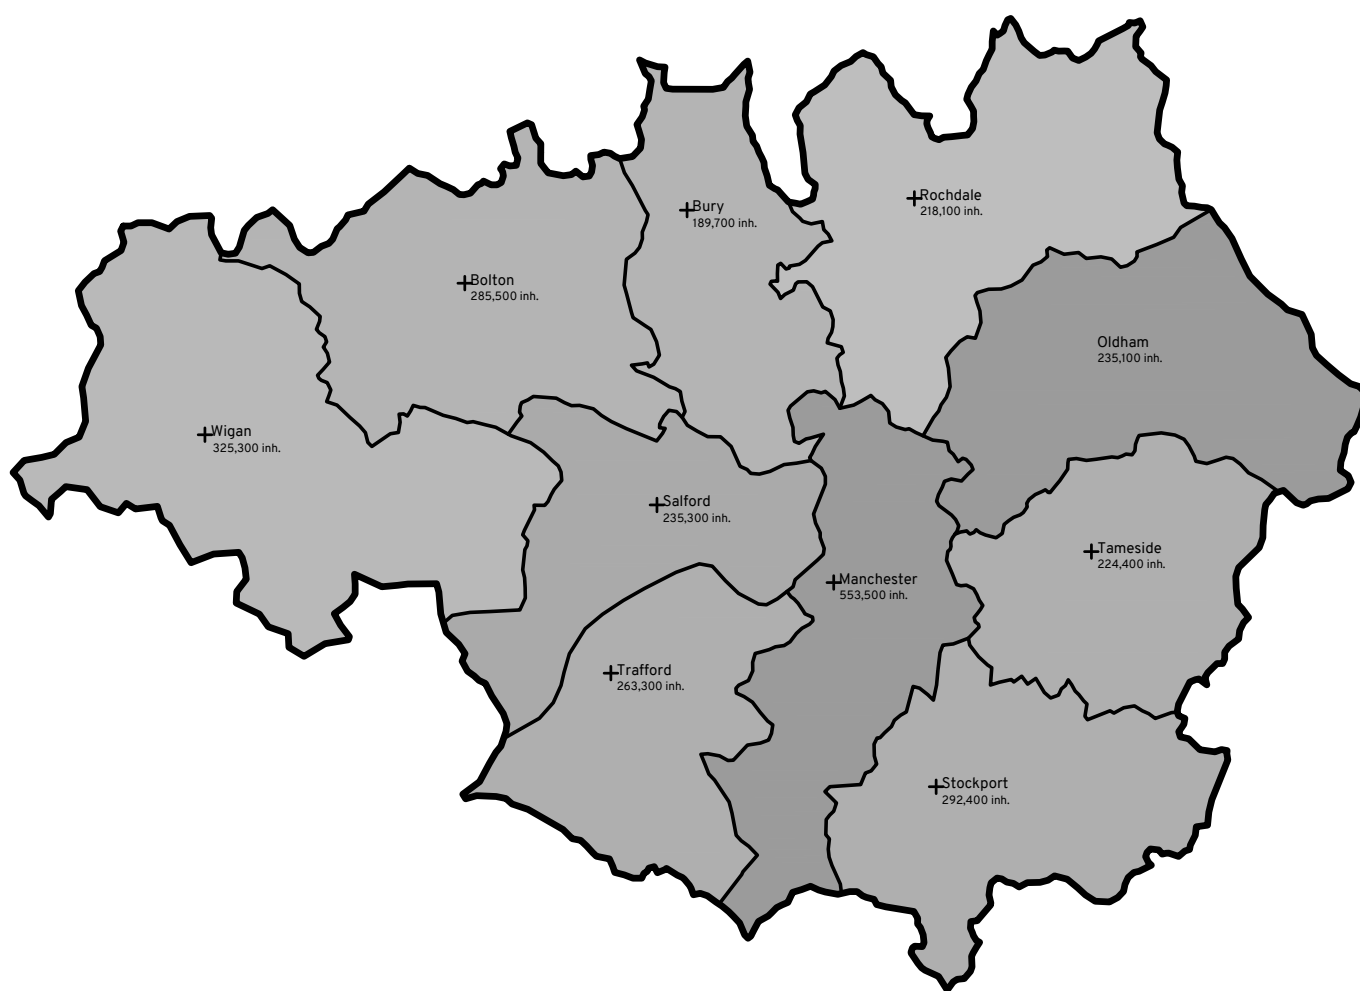 Rochdale
218,100 inh.
Bury
189,700 inh.
Bolton
285,500 inh.
Oldham
235,100 inh.
Wigan
325,300 inh.
Salford
235,300 inh.
Tameside
224,400 inh.
Manchester
553,500 inh.
Trafford
263,300 inh.
Stockport
292,400 inh.